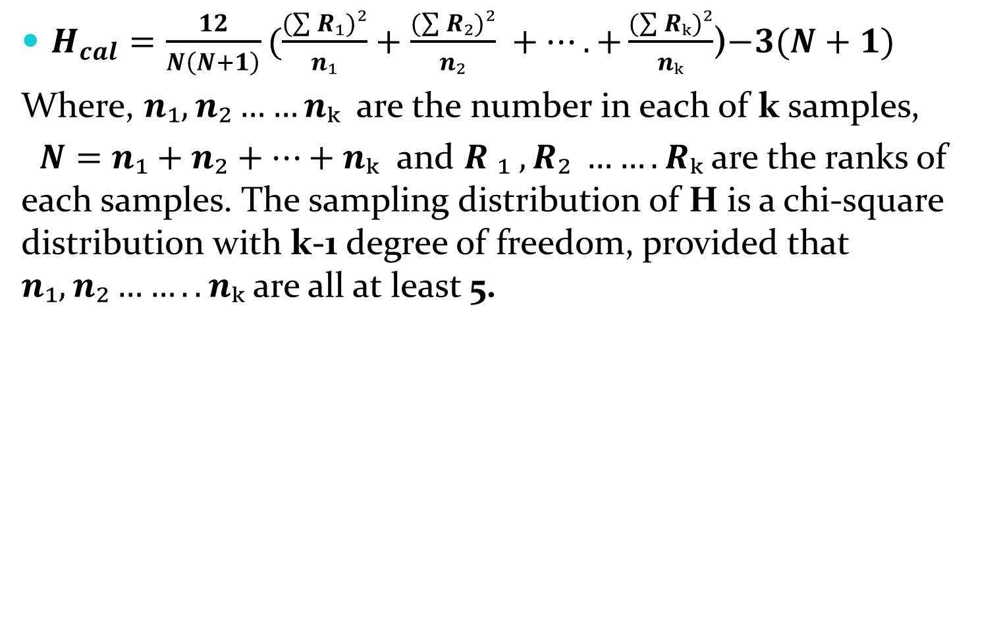 • H_cal = 12/N(N+1) ((∑ R₁)²/n₁ + (∑ R₂)²/n₂ + ⋯ . + (∑ R_k)²/n_k) − 3(N + 1)
Where, n₁, n₂ … … n_k are the number in each of k samples,
N = n₁ + n₂ + ⋯ + n_k and R ₁ , R₂ … … . R_k are the ranks of
each samples. The sampling distribution of H is a chi-square
distribution with k-1 degree of freedom, provided that
n₁, n₂ … … . . n_k are all at least 5.